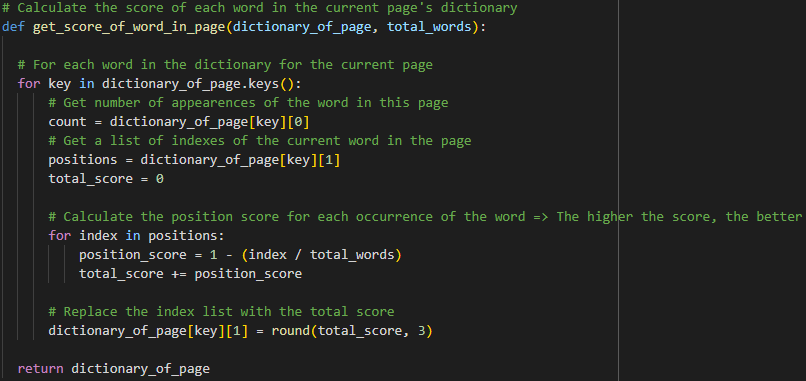 # Calculate the score of each word in the current page's dictionary
def get_score_of_word_in_page(dictionary_of_page, total_words):
# For each word in the dictionary for the current page
for key in dictionary_of_page.keys():
# Get number of appearences of the word in this page
count = dictionary_of_page[key][0]
# Get a list of indexes of the current word in the page
positions = dictionary_of_page[key][1]
total_score = 0
# Calculate the position score for each occurrence of the word => The higher the score, the better
for index in positions:
position_score = 1 - (index / total_words)
total_score += position_score
# Replace the index list with the total score
dictionary_of_page[key][1] = round(total_score, 3)
return dictionary_of_page